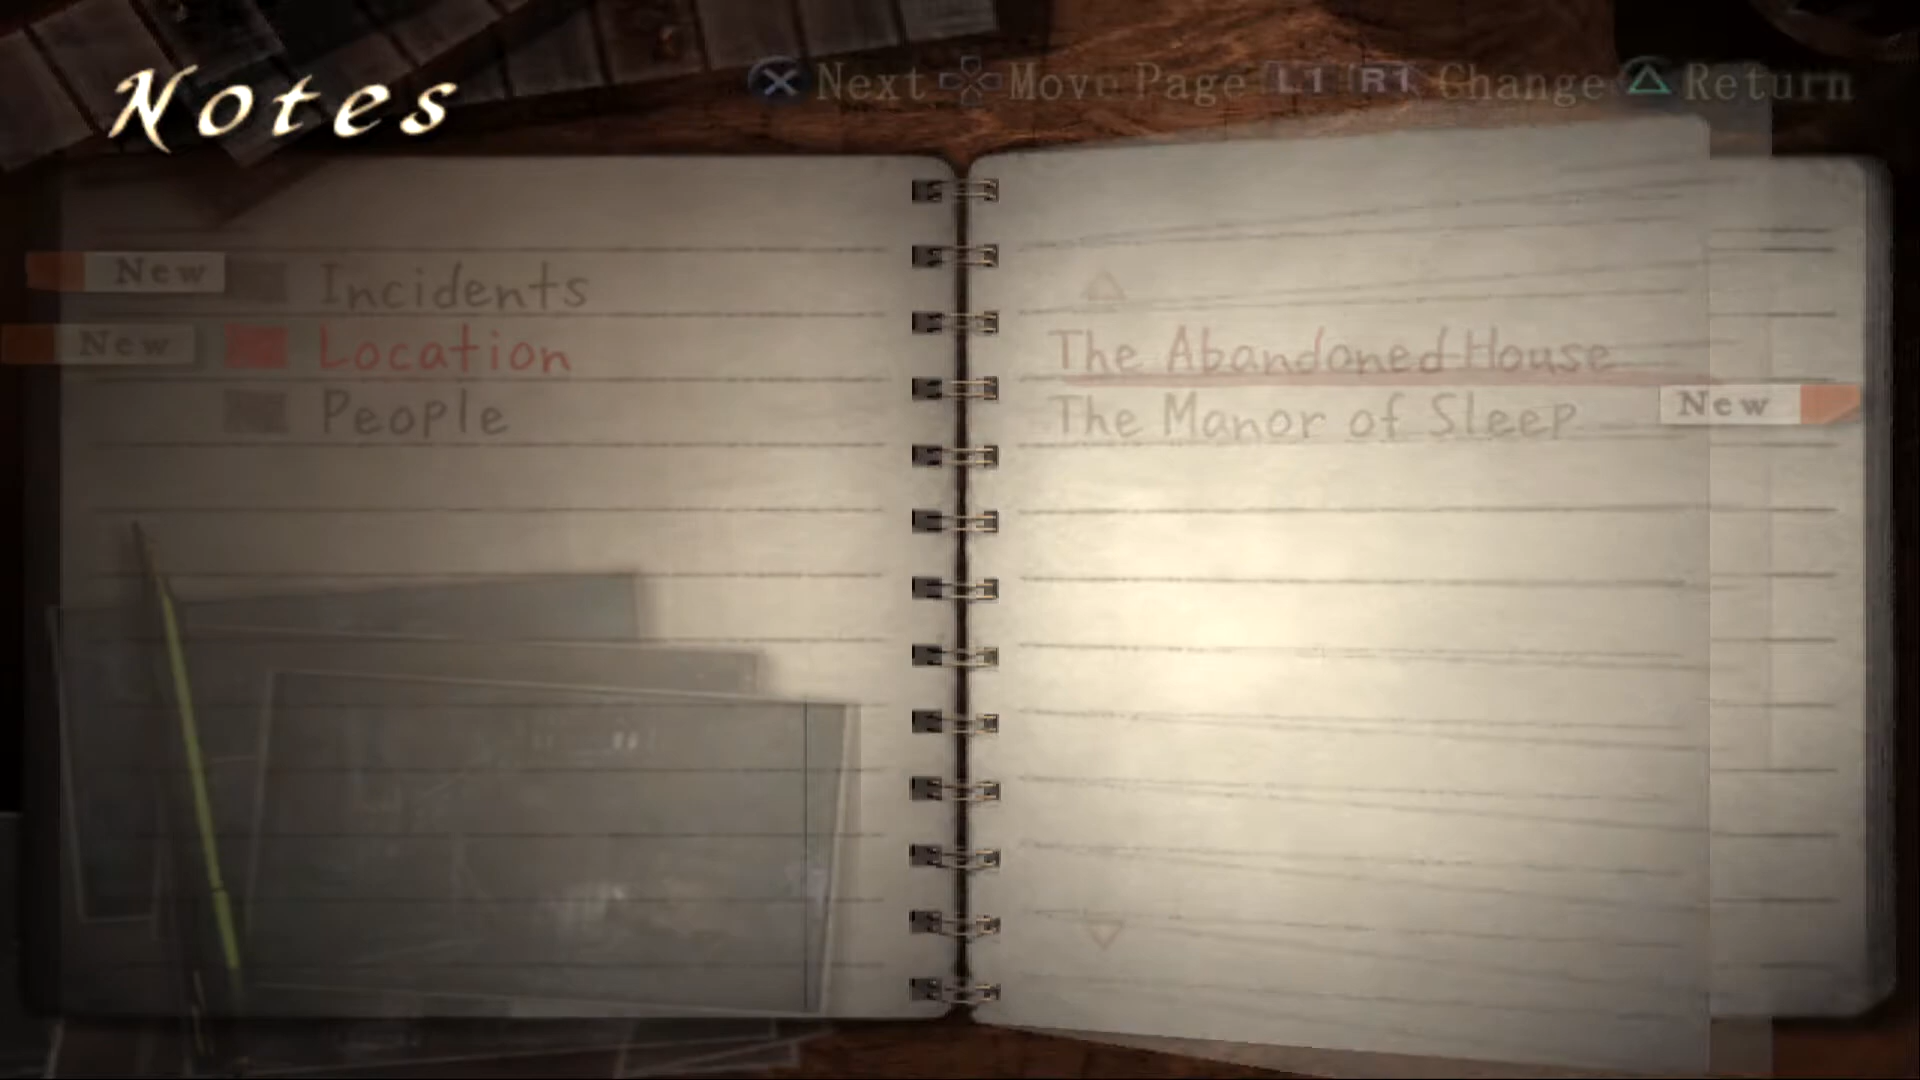 Notes
Next Move Page L1 R1 Change Return
New Incidents
New Location
People
The Abandoned House
The Manor of Sleep New